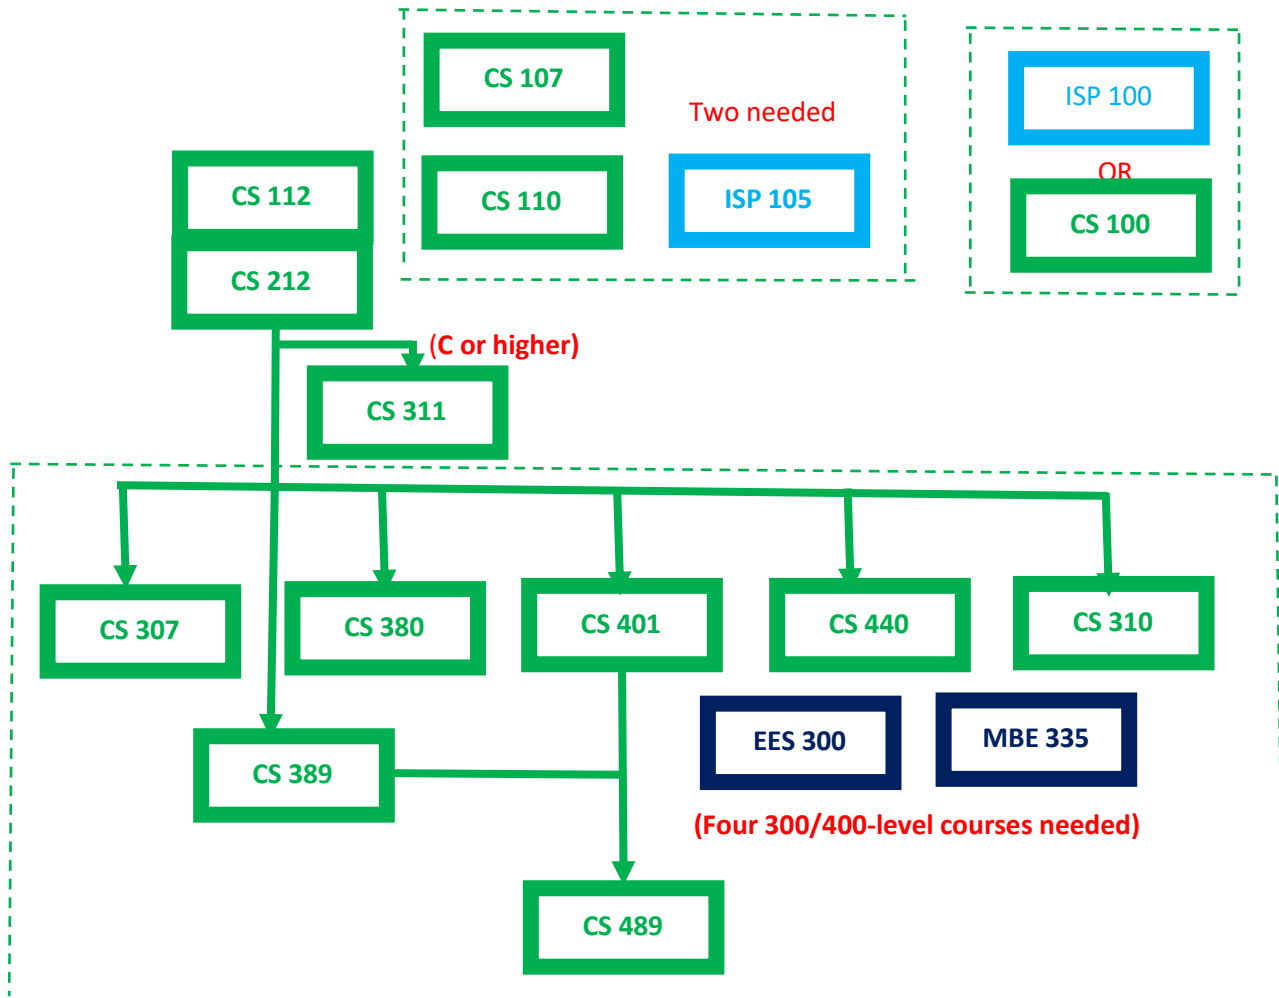 CS 107
Two needed
ISP 100
OR
CS 112
CS 110
ISP 105
CS 100
CS 212
(C or higher)
CS 311
CS 307
CS 380
CS 401
CS 440
CS 310
EES 300
MBE 335
CS 389
(Four 300/400-level courses needed)
CS 489